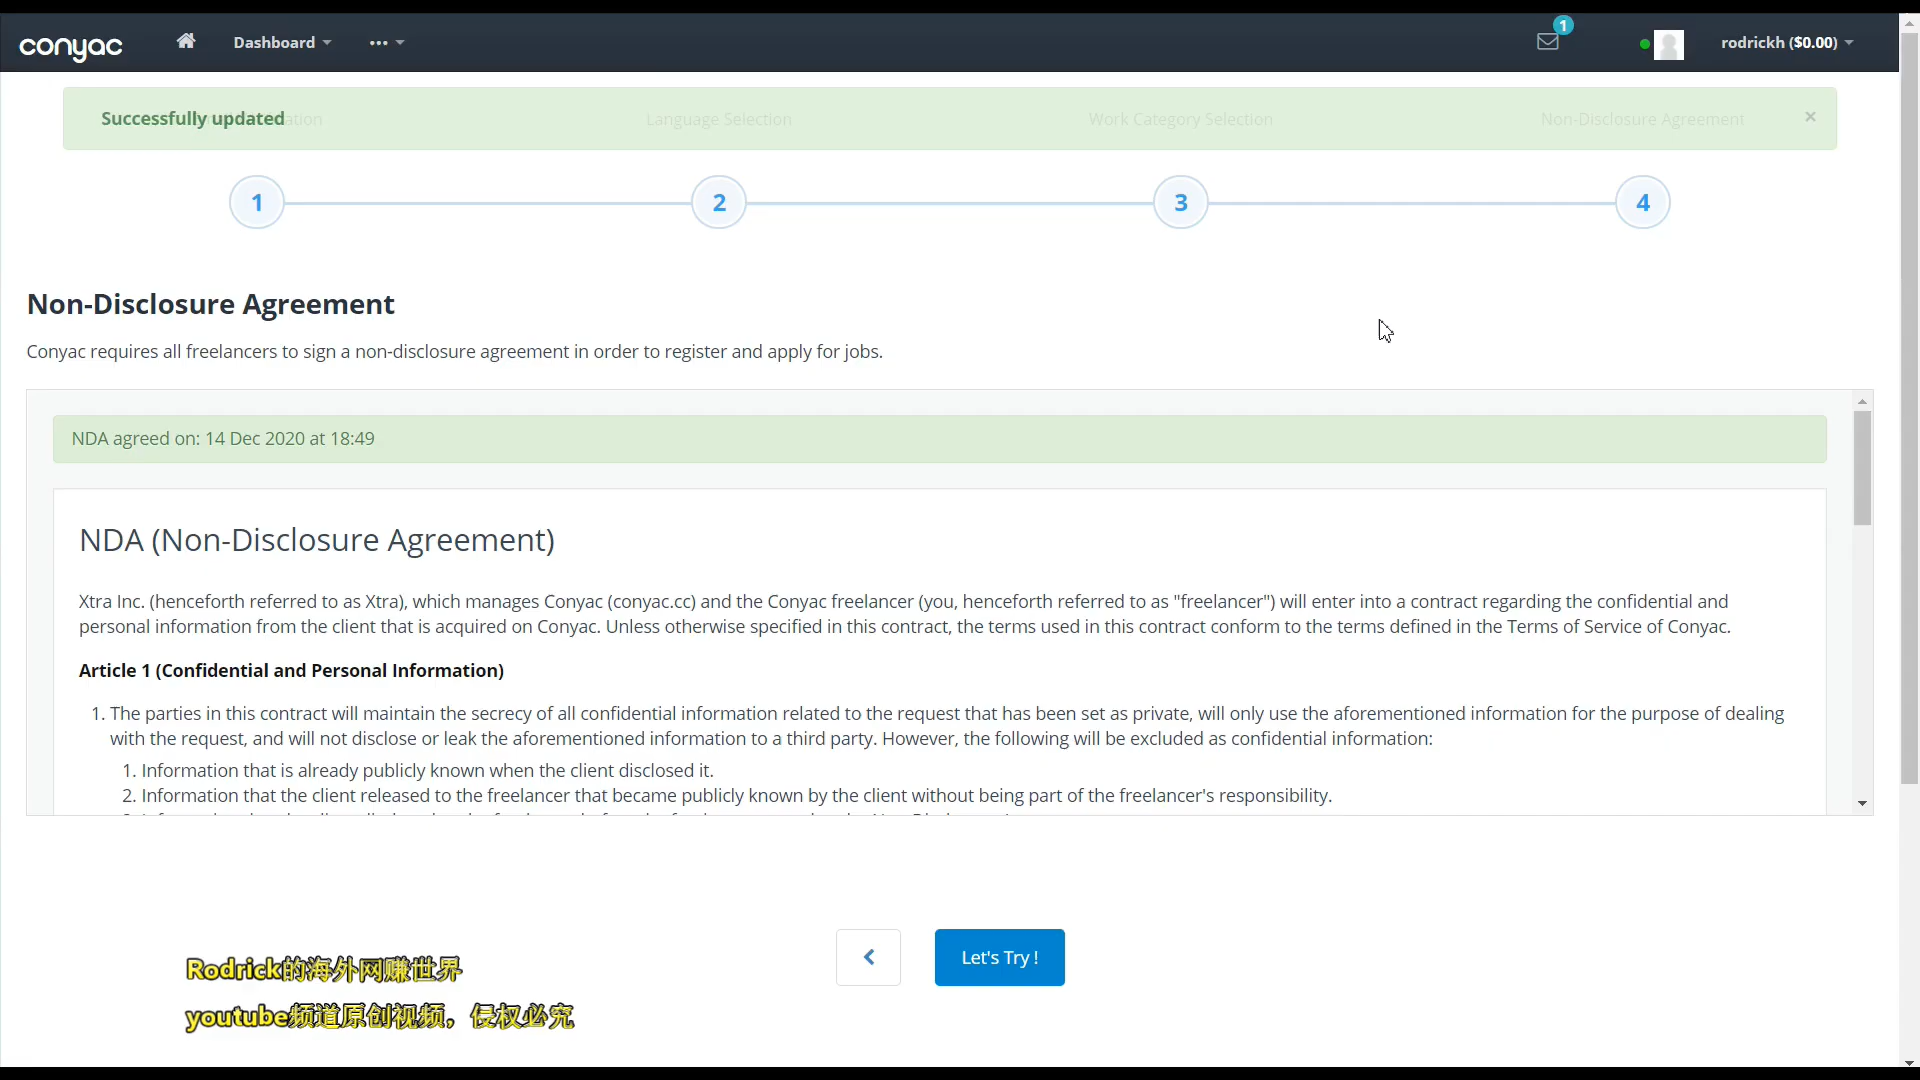 conyac
Dashboard
...
1
rodrickh ($0.00)
Successfully updated
Language Selection
Work Category Selection
Non-Disclosure Agreement
×
1
2
3
4
Non-Disclosure Agreement
Conyac requires all freelancers to sign a non-disclosure agreement in order to register and apply for jobs.
NDA agreed on: 14 Dec 2020 at 18:49
NDA (Non-Disclosure Agreement)
Xtra Inc. (henceforth referred to as Xtra), which manages Conyac (conyac.cc) and the Conyac freelancer (you, henceforth referred to as "freelancer") will enter into a contract regarding the confidential and
personal information from the client that is acquired on Conyac. Unless otherwise specified in this contract, the terms used in this contract conform to the terms defined in the Terms of Service of Conyac.
Article 1 (Confidential and Personal Information)
1. The parties in this contract will maintain the secrecy of all confidential information related to the request that has been set as private, will only use the aforementioned information for the purpose of dealing
with the request, and will not disclose or leak the aforementioned information to a third party. However, the following will be excluded as confidential information:
1. Information that is already publicly known when the client disclosed it.
2. Information that the client released to the freelancer that became publicly known by the client without being part of the freelancer's responsibility.
Let's Try !
Rodrick的海外网赚世界
youtube频道原创视频，侵权必究